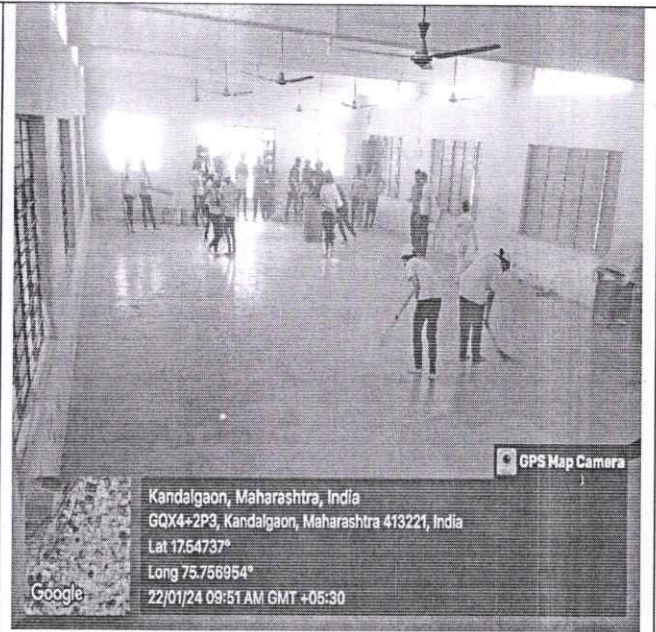 GPS Map Camera
Kandalgaon, Maharashtra, India
GQX4+2P3, Kandalgaon, Maharashtra 413221, India
Lat 17.54737°
Long 75.756954°
22/01/24 09:51 AM GMT +05:30
Google